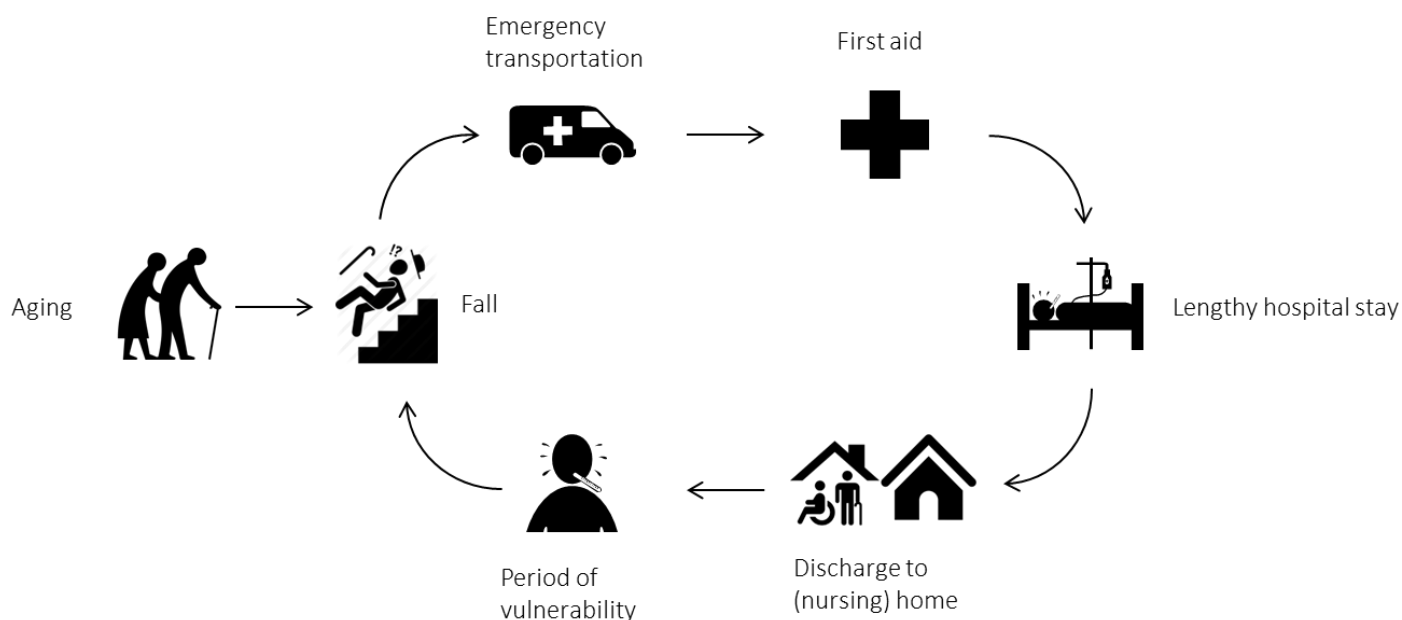 Emergency
transportation
First aid
Aging
!?
Fall
Lengthy hospital stay
Period of
vulnerability
Discharge to
(nursing) home